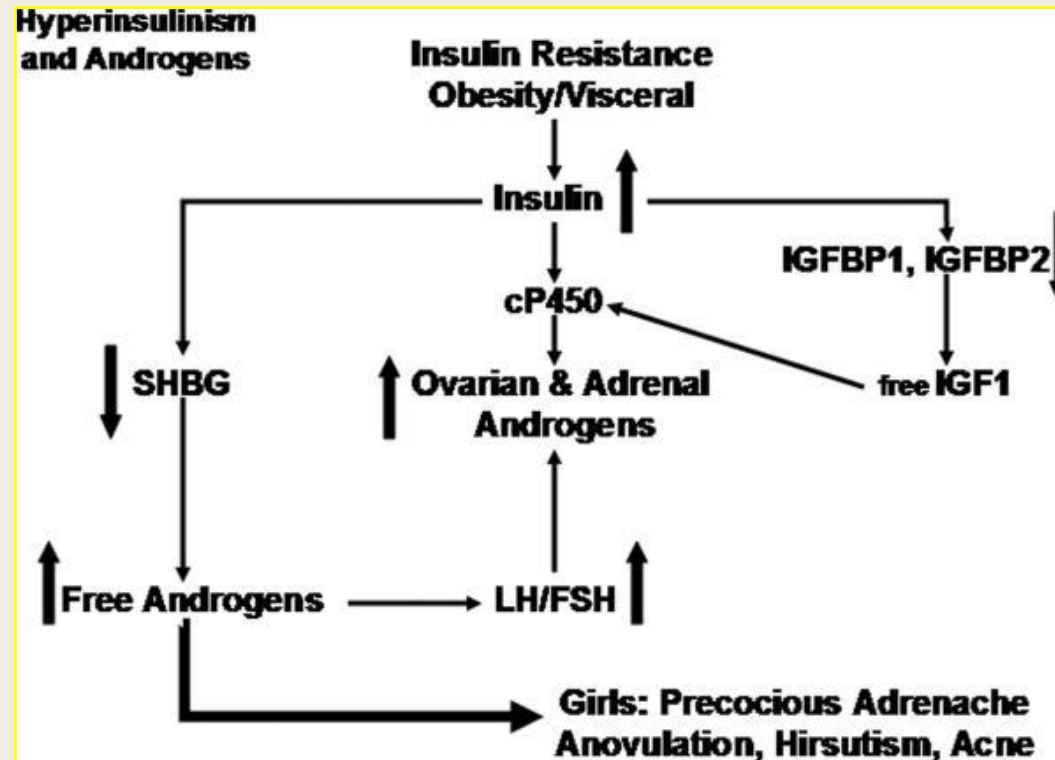 Hyperinsulinism
and Androgens
Insulin Resistance
Obesity/Visceral
Insulin
IGFBP1, IGFBP2
cP450
SHBG
Ovarian & Adrenal
Androgens
free IGF1
Free Androgens
LH/FSH
Girls: Precocious Adrenache
Anovulation, Hirsutism, Acne